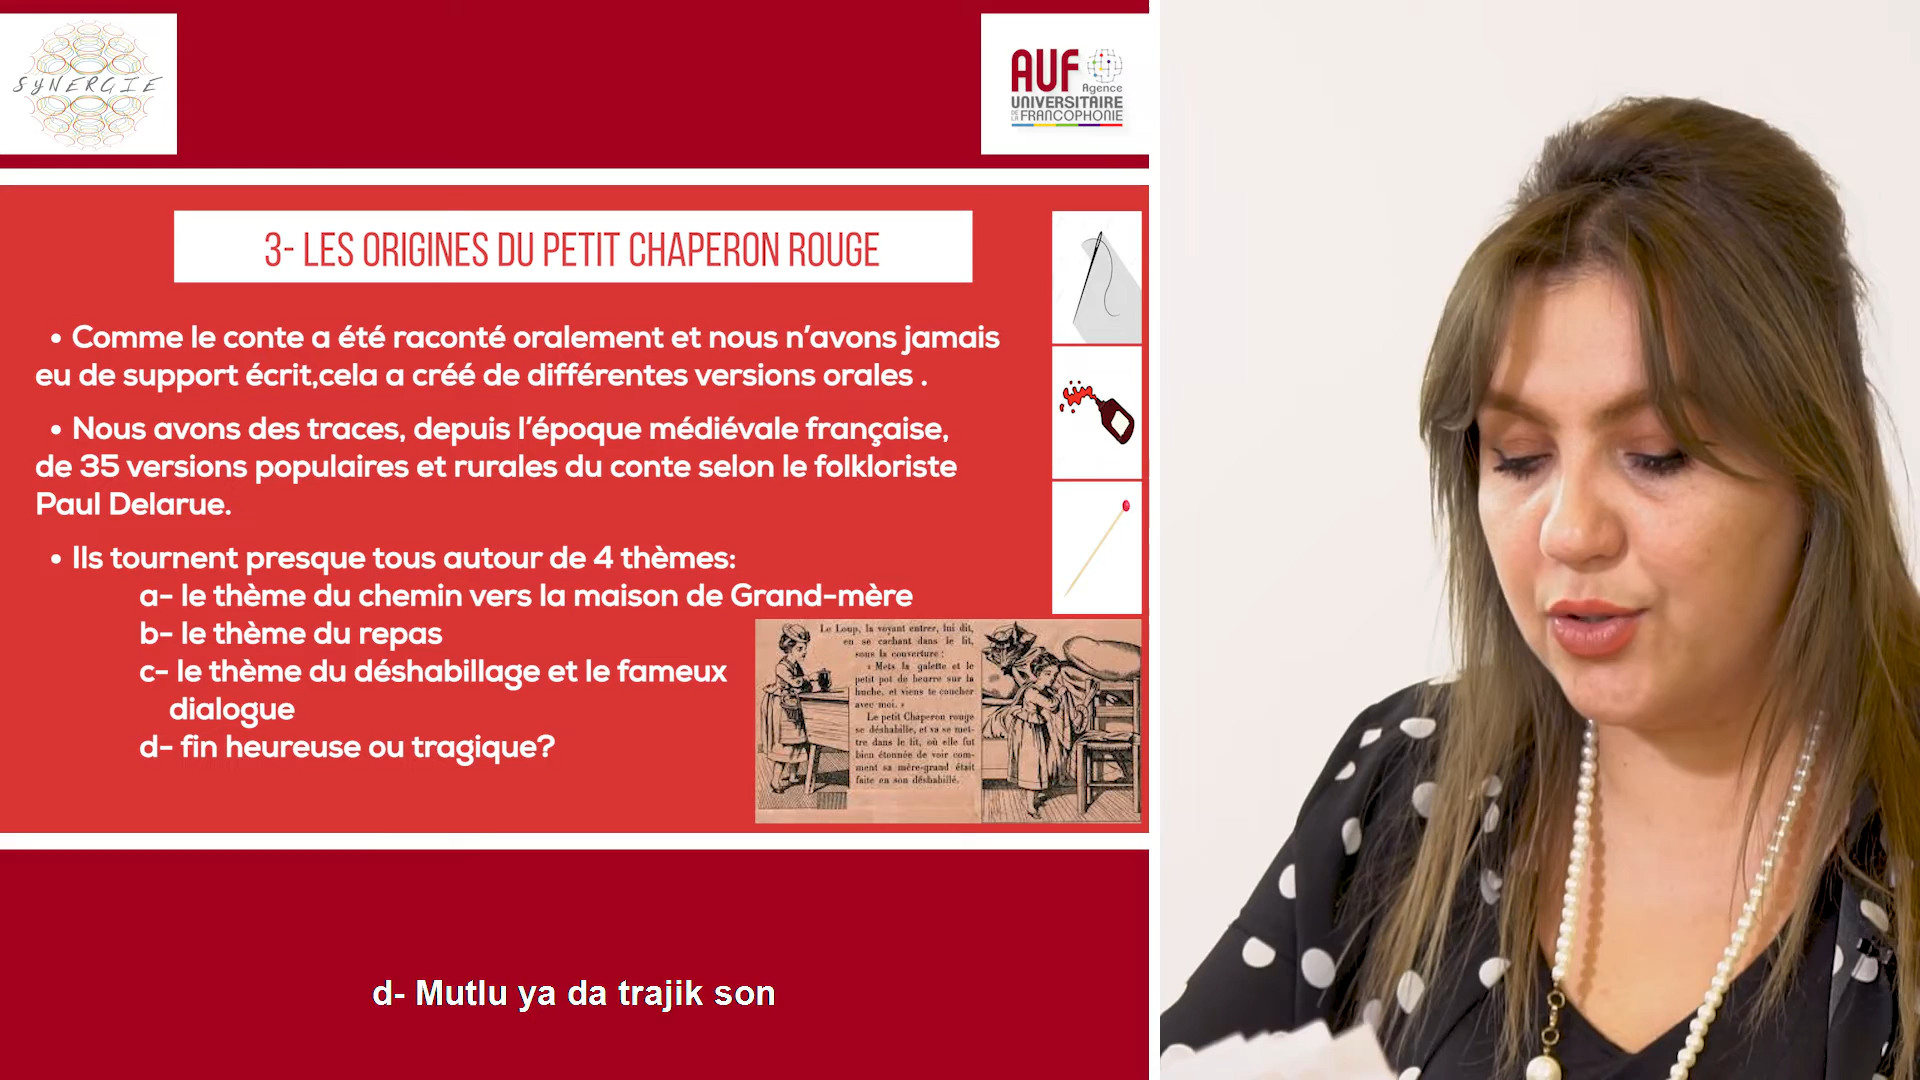 SYNERGIE
AUF
Agence
UNIVERSITAIRE
DE LA FRANCOPHONIE
3- LES ORIGINES DU PETIT CHAPERON ROUGE
• Comme le conte a été raconté oralement et nous n’avons jamais
eu de support écrit,cela a créé de différentes versions orales .
• Nous avons des traces, depuis l’époque médiévale française,
de 35 versions populaires et rurales du conte selon le folkloriste
Paul Delarue.
• Ils tournent presque tous autour de 4 thèmes:
a- le thème du chemin vers la maison de Grand-mère
b- le thème du repas
c- le thème du déshabillage et le fameux
dialogue
d- fin heureuse ou tragique?
Le Loup, la voyant entrer, lui dit,
en se cachant dans le lit,
sous la couverture :
« Mets la galette et le
petit pot de beurre sur la
huche, et viens te coucher
avec moi. »
Le petit Chaperon rouge
se déshabille, et va se met-
tre dans le lit, où elle fut
bien étonnée de voir com-
ment sa mère-grand était
faite en son déshabillé.
d- Mutlu ya da trajik son